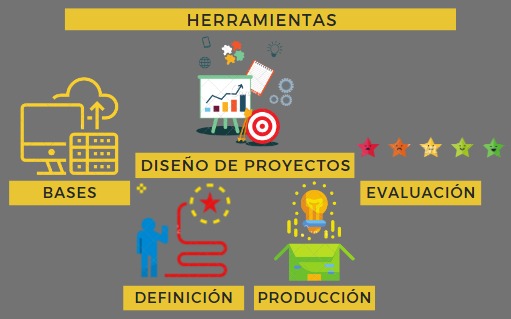 HERRAMIENTAS
DISEÑO DE PROYECTOS
BASES
EVALUACIÓN
DEFINICIÓN
PRODUCCIÓN